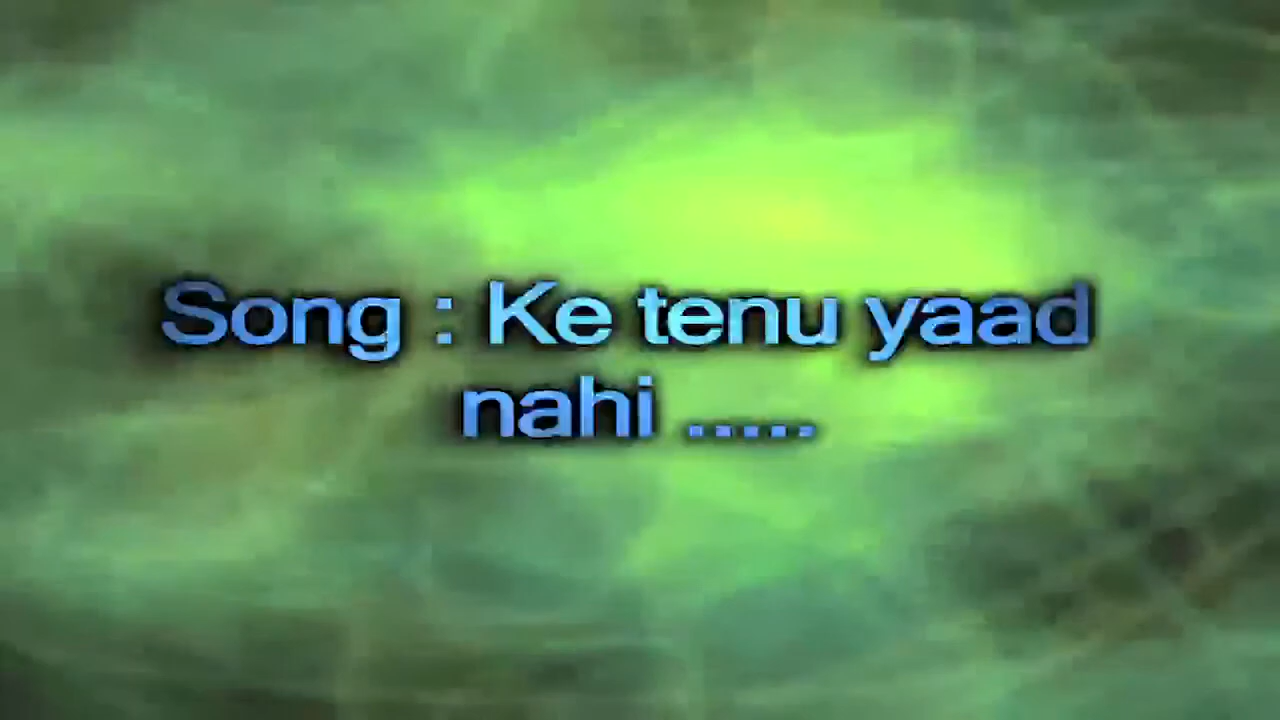 Song : Ke tenu yaad
nahi .....